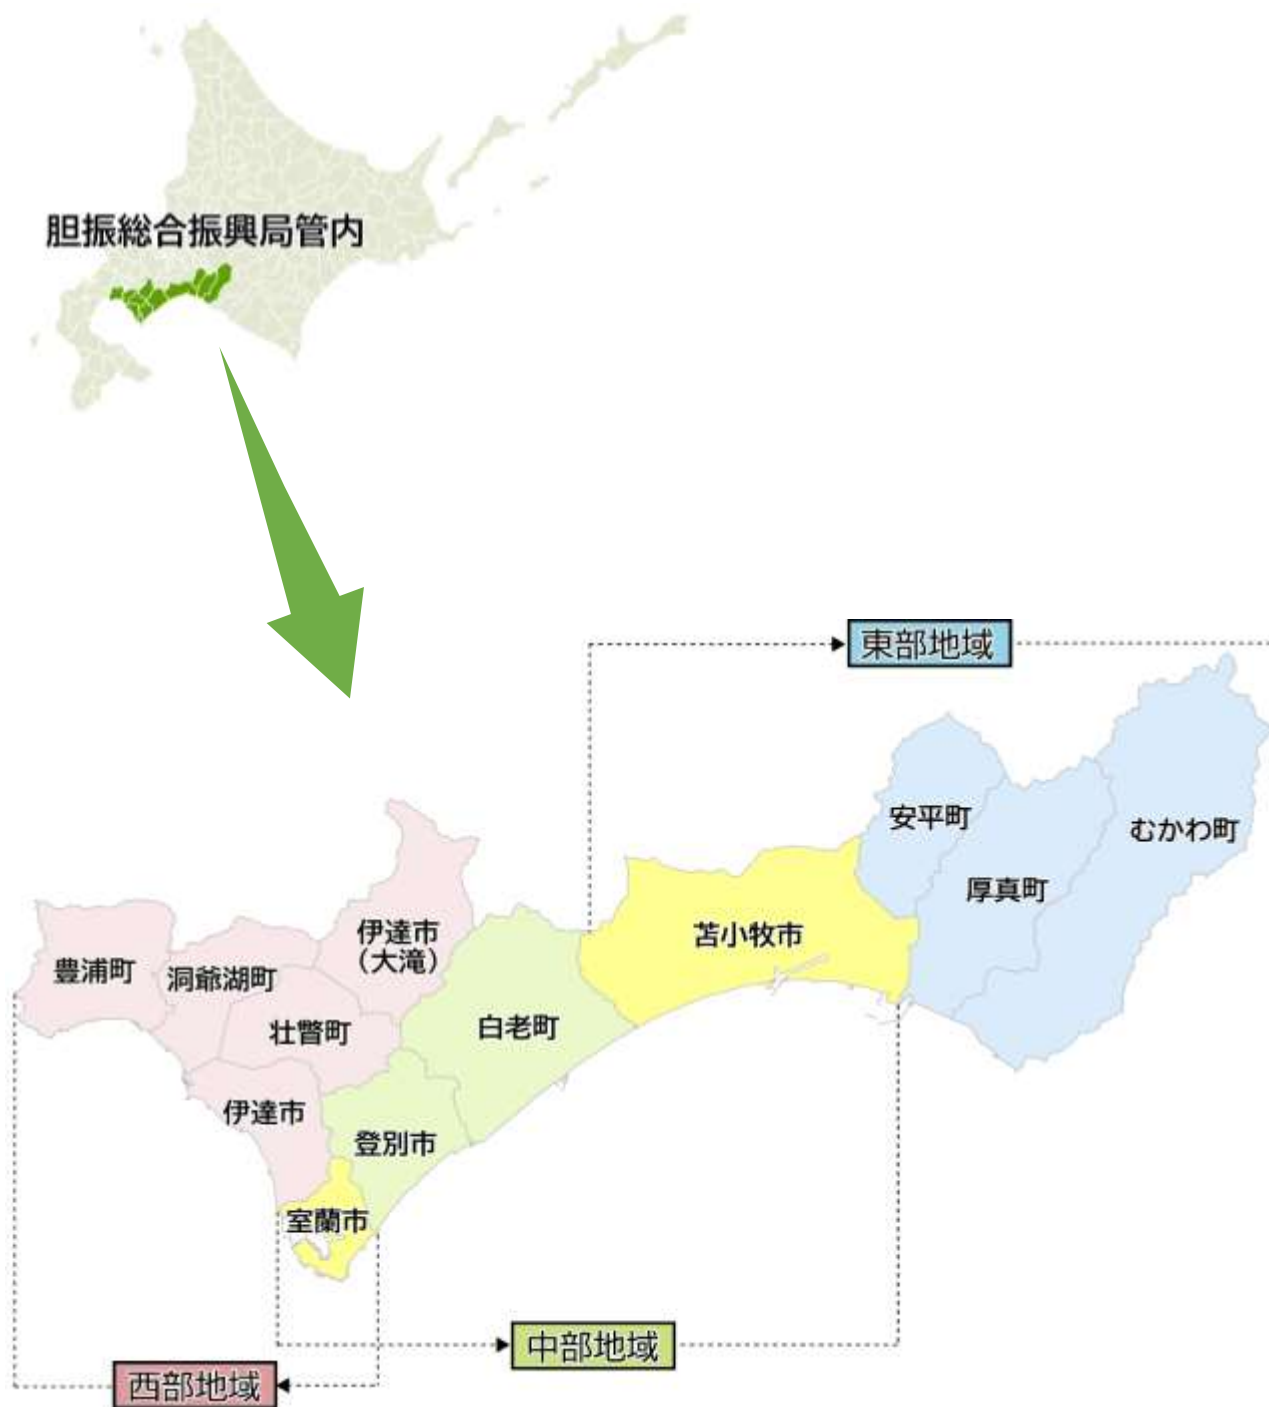 胆振総合振興局管内
東部地域
安平町
むかわ町
厚真町
苫小牧市
伊達市
（大滝）
豊浦町
洞爺湖町
壮瞥町
白老町
伊達市
登別市
室蘭市
中部地域
西部地域